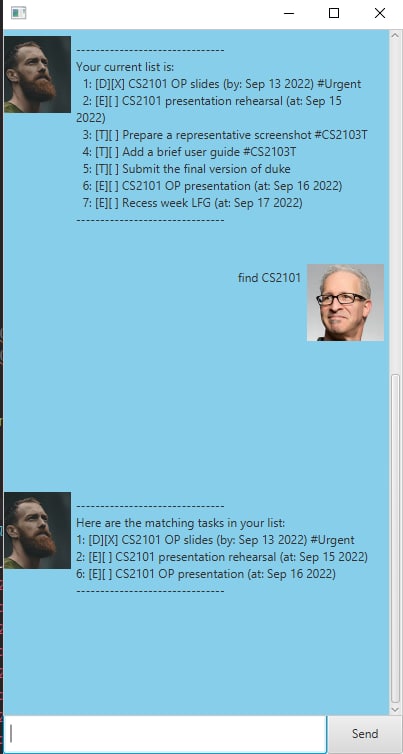 -------------------------------
Your current list is:
1: [D][X] CS2101 OP slides (by: Sep 13 2022) #Urgent
2: [E][ ] CS2101 presentation rehearsal (at: Sep 15
2022)
3: [T][ ] Prepare a representative screenshot #CS2103T
4: [T][ ] Add a brief user guide #CS2103T
5: [T][ ] Submit the final version of duke
6: [E][ ] CS2101 OP presentation (at: Sep 16 2022)
7: [E][ ] Recess week LFG (at: Sep 17 2022)
-------------------------------
find CS2101
-------------------------------
Here are the matching tasks in your list:
1: [D][X] CS2101 OP slides (by: Sep 13 2022) #Urgent
2: [E][ ] CS2101 presentation rehearsal (at: Sep 15 2022)
6: [E][ ] CS2101 OP presentation (at: Sep 16 2022)
-------------------------------
Send